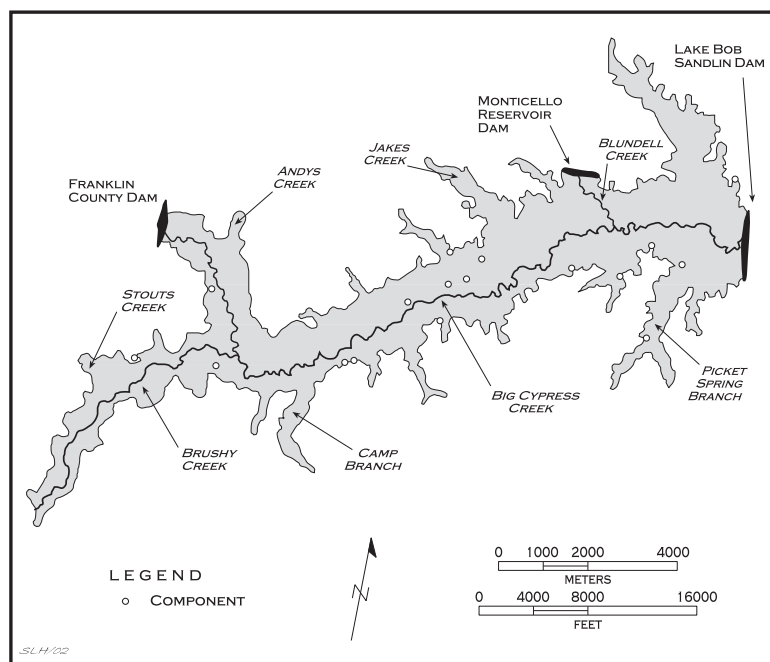 LAKE BOB
SANDLIN DAM
MONTICELLO
RESERVOIR
DAM
BLUNDELL
CREEK
JAKES
CREEK
ANDYS
CREEK
FRANKLIN
COUNTY DAM
STOUTS
CREEK
PICKET
SPRING
BRANCH
BIG CYPRESS
CREEK
BRUSHY
CREEK
CAMP
BRANCH
N
LEGEND
COMPONENT
0 1000 2000 4000
METERS
0 4000 8000 16000
FEET
SLH/02